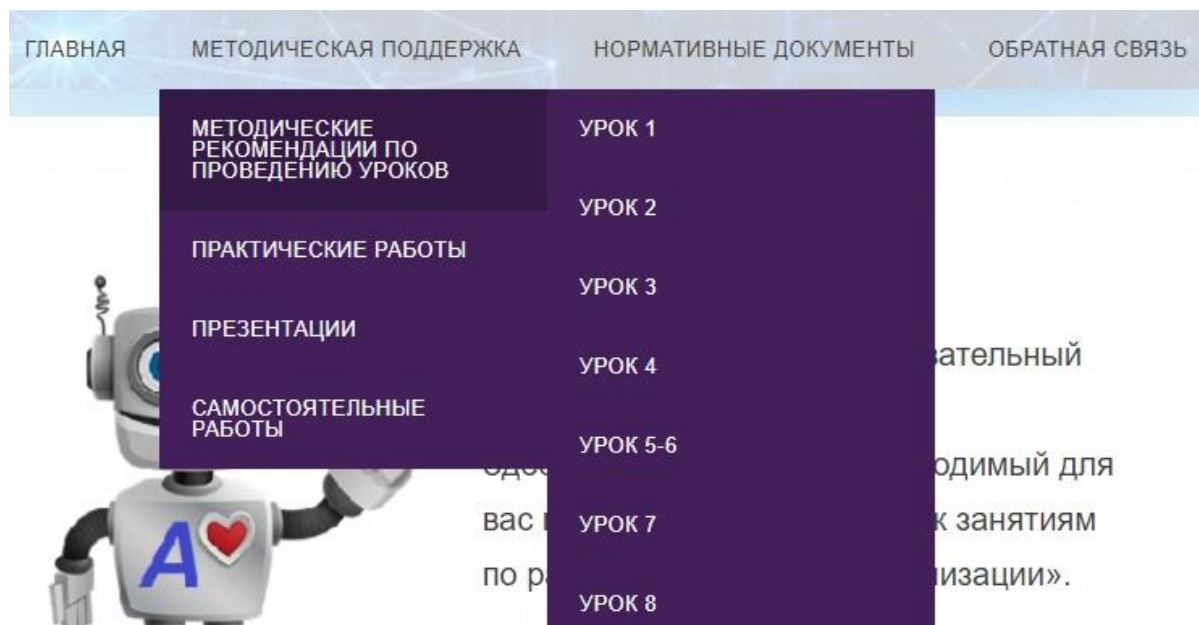 ГЛАВНАЯ МЕТОДИЧЕСКАЯ ПОДДЕРЖКА НОРМАТИВНЫЕ ДОКУМЕНТЫ ОБРАТНАЯ СВЯЗЬ
МЕТОДИЧЕСКИЕ
РЕКОМЕНДАЦИИ ПО
ПРОВЕДЕНИЮ УРОКОВ
ПРАКТИЧЕСКИЕ РАБОТЫ
ПРЕЗЕНТАЦИИ
САМОСТОЯТЕЛЬНЫЕ
РАБОТЫ
УРОК 1
УРОК 2
УРОК 3
УРОК 4
УРОК 5-6
УРОК 7
УРОК 8
вательный
одимый для
вас к занятиям
по р изации».
А